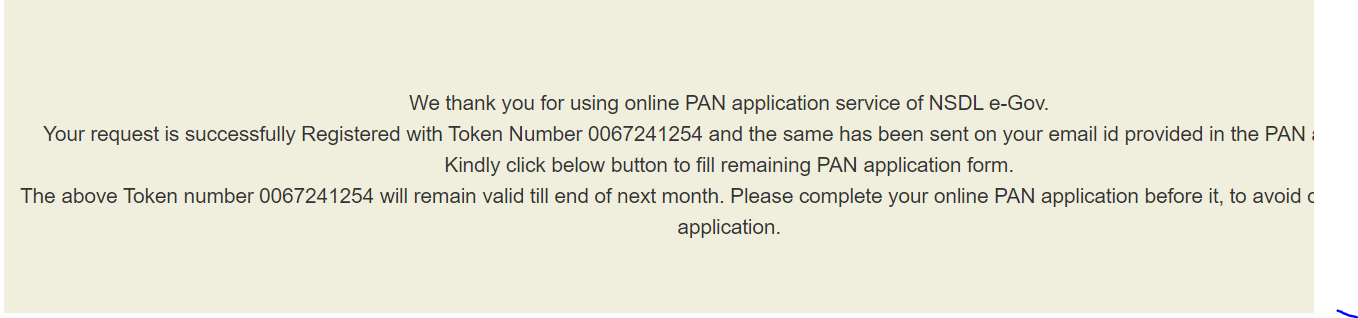 We thank you for using online PAN application service of NSDL e-Gov.
Your request is successfully Registered with Token Number 0067241254 and the same has been sent on your email id provided in the PAN
Kindly click below button to fill remaining PAN application form.
The above Token number 0067241254 will remain valid till end of next month. Please complete your online PAN application before it, to avoid
application.